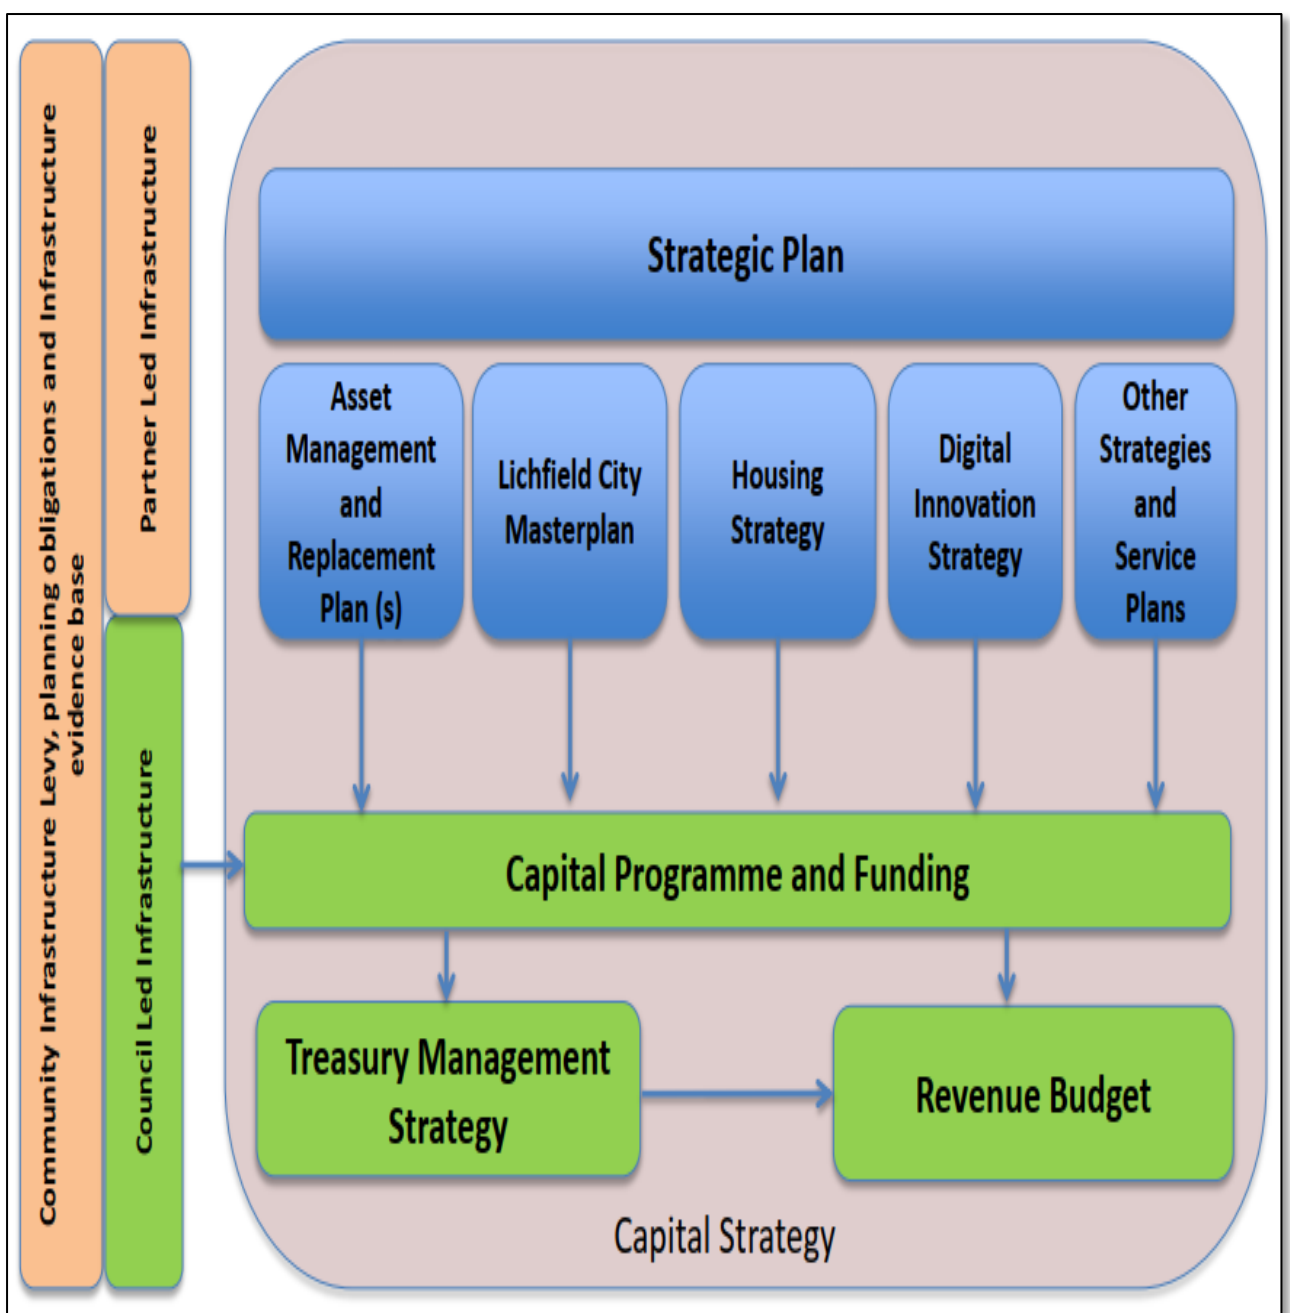 Community Infrastructure Levy, planning obligations and Infrastructure
evidence base
Partner Led Infrastructure
Council Led Infrastructure
Strategic Plan
Asset
Management
and
Replacement
Plan (s)
Lichfield City
Masterplan
Housing
Strategy
Digital
Innovation
Strategy
Other
Strategies
and
Service
Plans
Capital Programme and Funding
Treasury Management
Strategy
Revenue Budget
Capital Strategy